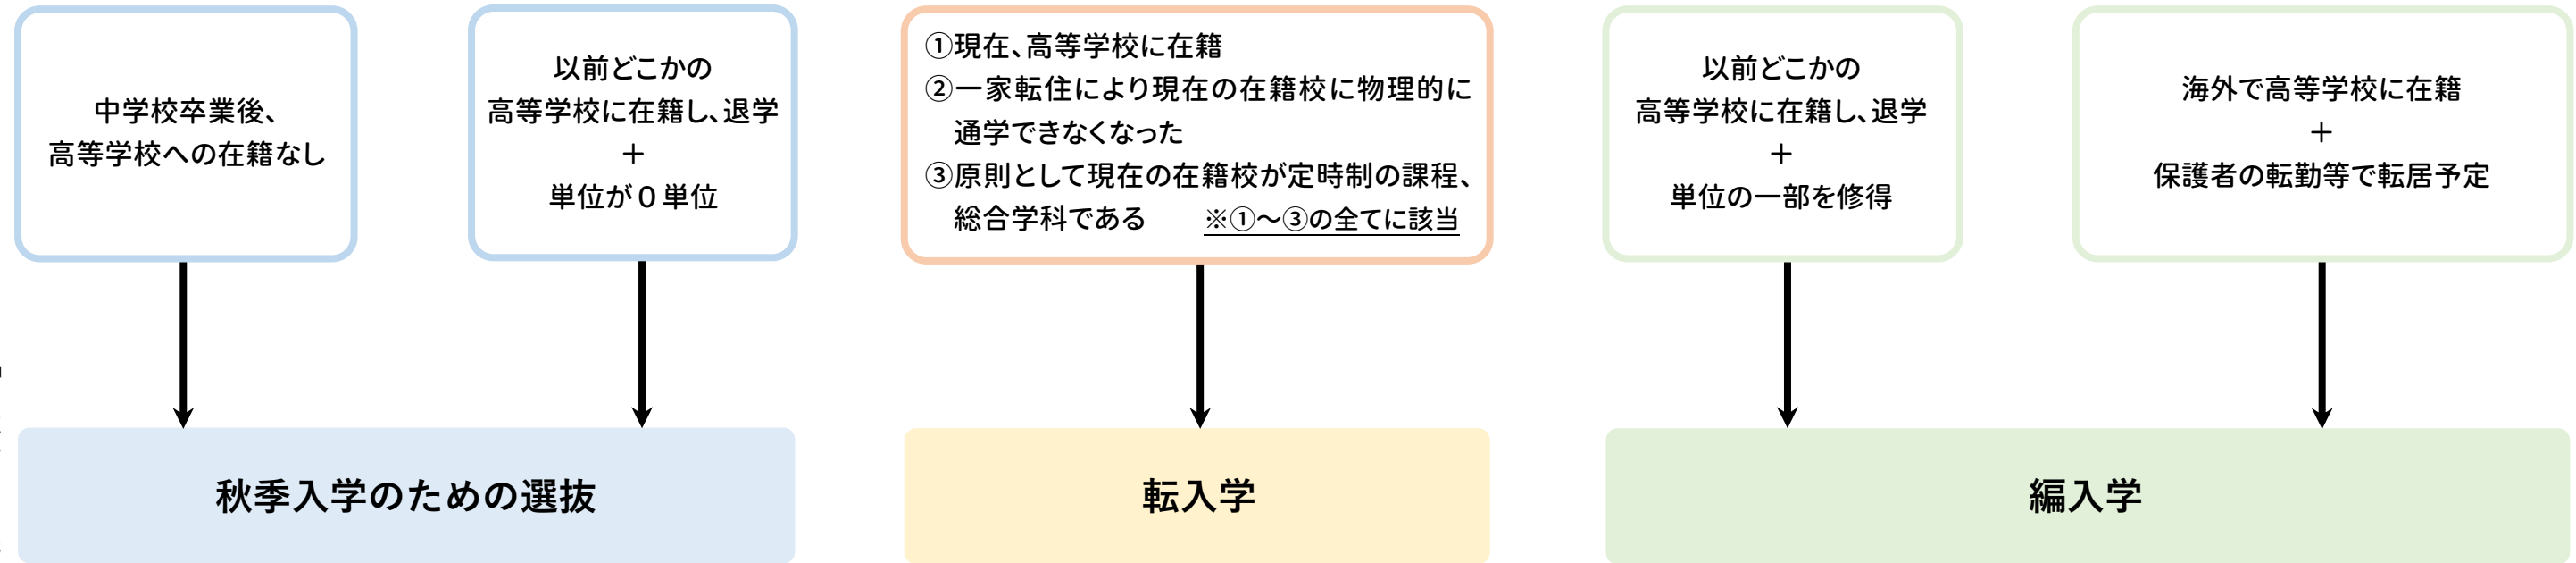 中学校卒業後、
高等学校への在籍なし
以前どこかの
高等学校に在籍し、退学
＋
単位が０単位
①現在、高等学校に在籍
②一家転住により現在の在籍校に物理的に
通学できなくなった
③原則として現在の在籍校が定時制の課程、
総合学科である　※①～③の全てに該当
以前どこかの
高等学校に在籍し、退学
＋
単位の一部を修得
海外で高等学校に在籍
＋
保護者の転勤等で転居予定
秋季入学のための選抜
転入学
編入学